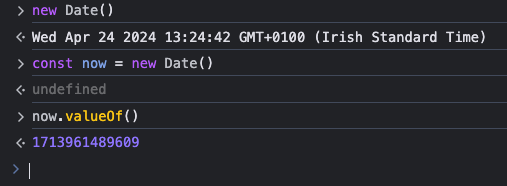 new Date()
Wed Apr 24 2024 13:24:42 GMT+0100 (Irish Standard Time)
const now = new Date()
undefined
now.valueOf()
1713961489609